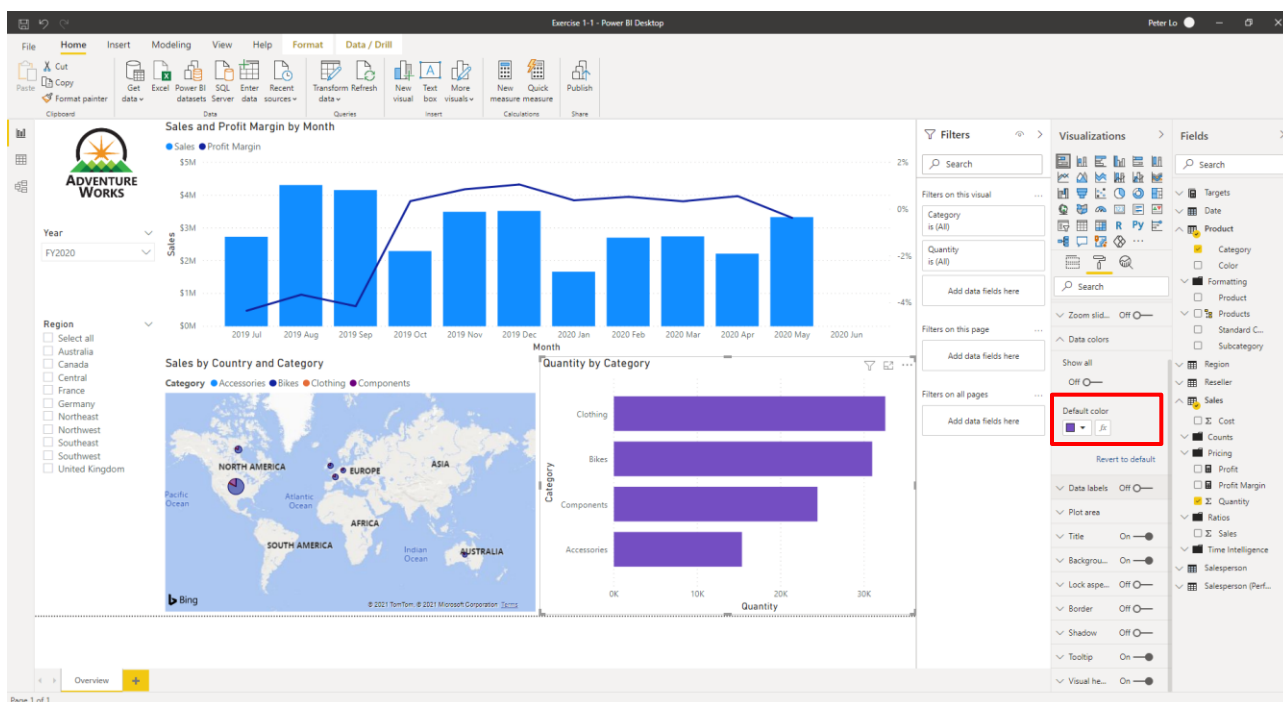 Exercise 1-1 - Power BI Desktop
Peter Lo
File Home Insert Modeling View Help Format Data / Drill
Paste
Cut
Copy
Format painter
Get data
Excel
Power BI datasets
SQL Server
Enter data
Recent sources
Transform data
Refresh
New visual
Text box
More visuals
New measure
Quick measure
Publish
Clipboard
Data
Queries
Insert
Calculations
Share
ADVENTURE
WORKS
Year
FY2020
Region
Select all
Australia
Canada
Central
France
Germany
Northeast
Northwest
Southeast
Southwest
United Kingdom
Sales and Profit Margin by Month
Sales Profit Margin
$5M
$4M
$3M
$2M
$1M
$0M
Sales
2%
0%
-2%
-4%
2019 Jul 2019 Aug 2019 Sep 2019 Oct 2019 Nov 2019 Dec 2020 Jan 2020 Feb 2020 Mar 2020 Apr 2020 May 2020 Jun
Month
Sales by Country and Category
Category Accessories Bikes Clothing Components
NORTH AMERICA
EUROPE
ASIA
Pacific
Ocean
Atlantic
Ocean
AFRICA
SOUTH AMERICA
Indian
Ocean
AUSTRALIA
Bing
© 2021 TomTom, © 2021 Microsoft Corporation Terms
Quantity by Category
Category
Clothing
Bikes
Components
Accessories
0K 10K 20K 30K
Quantity
Filters
Search
Filters on this visual
Category
is (All)
Quantity
is (All)
Add data fields here
Filters on this page
Add data fields here
Filters on all pages
Add data fields here
Visualizations
R Py
Search
Zoom slid... Off
Data colors
Show all
Off
Default color
fx
Revert to default
Data labels Off
Plot area
Title On
Backgrou... On
Lock aspe... Off
Border Off
Shadow Off
Tooltip On
Visual he... On
Fields
Search
Targets
Date
Product
Category
Color
Formatting
Product
Products
Standard C...
Subcategory
Region
Reseller
Sales
Σ Cost
Counts
Pricing
Profit
Profit Margin
Σ Quantity
Ratios
Σ Sales
Time Intelligence
Salesperson
Salesperson (Perf...
Overview
Page 1 of 1